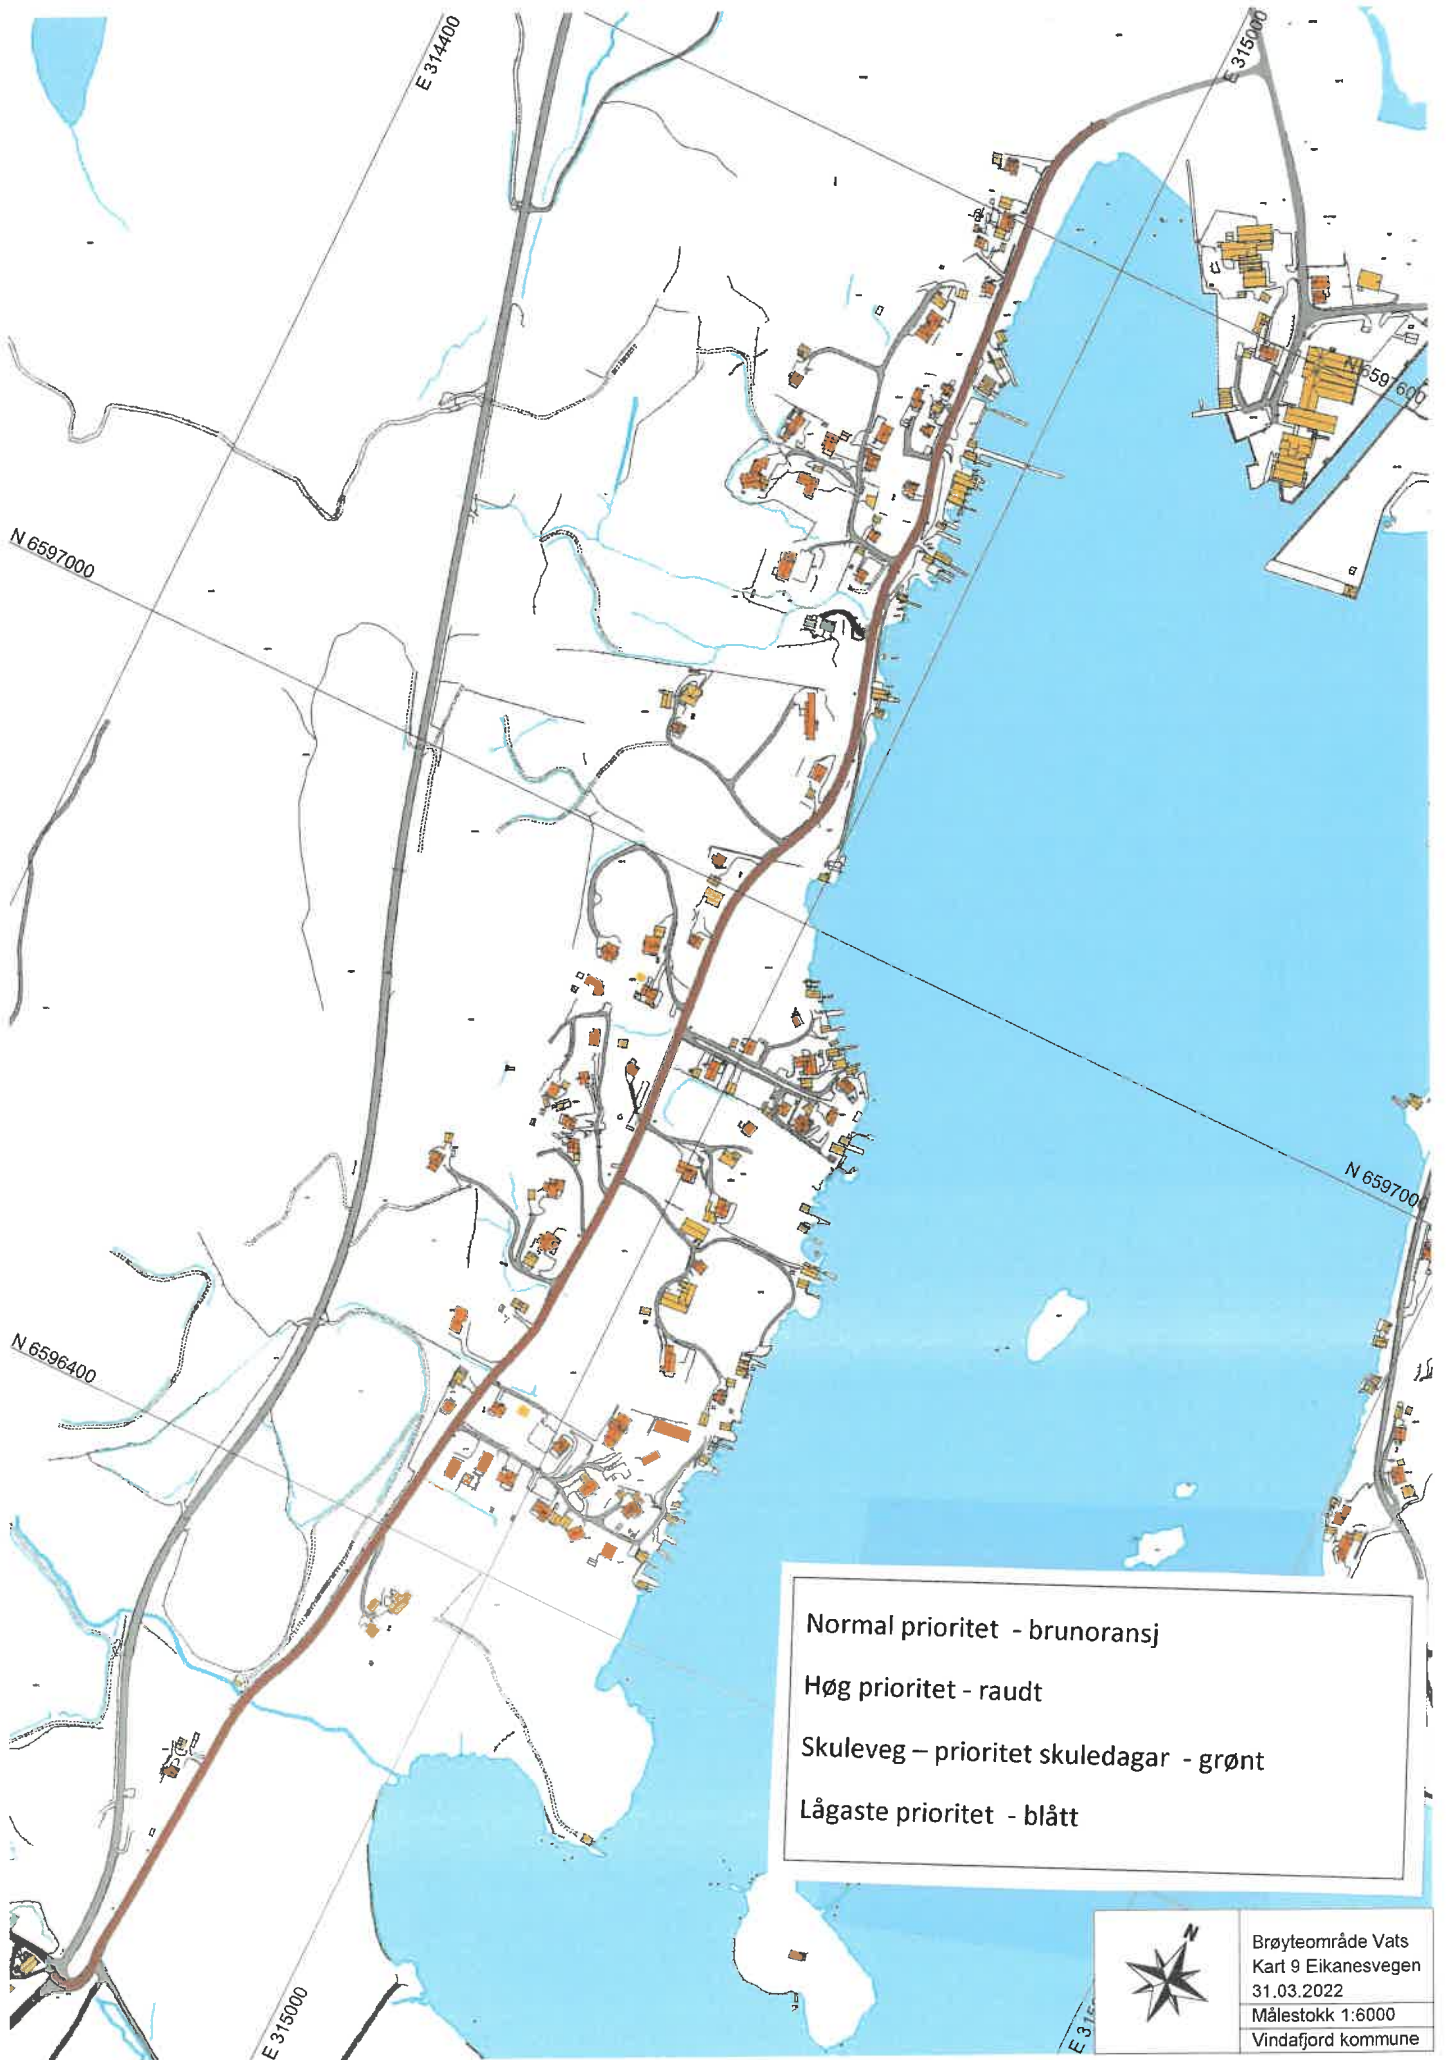 E 314400
E 315000
N 6597600
N 6597000
N 659700
N 6596400
Normal prioritet - brunoransj
Høg prioritet - raudt
Skuleveg – prioritet skuledagar - grønt
Lågaste prioritet - blått
N
Brøyteområde Vats
Kart 9 Eikanesvegen
31.03.2022
Målestokk 1:6000
Vindafjord kommune
E 315000